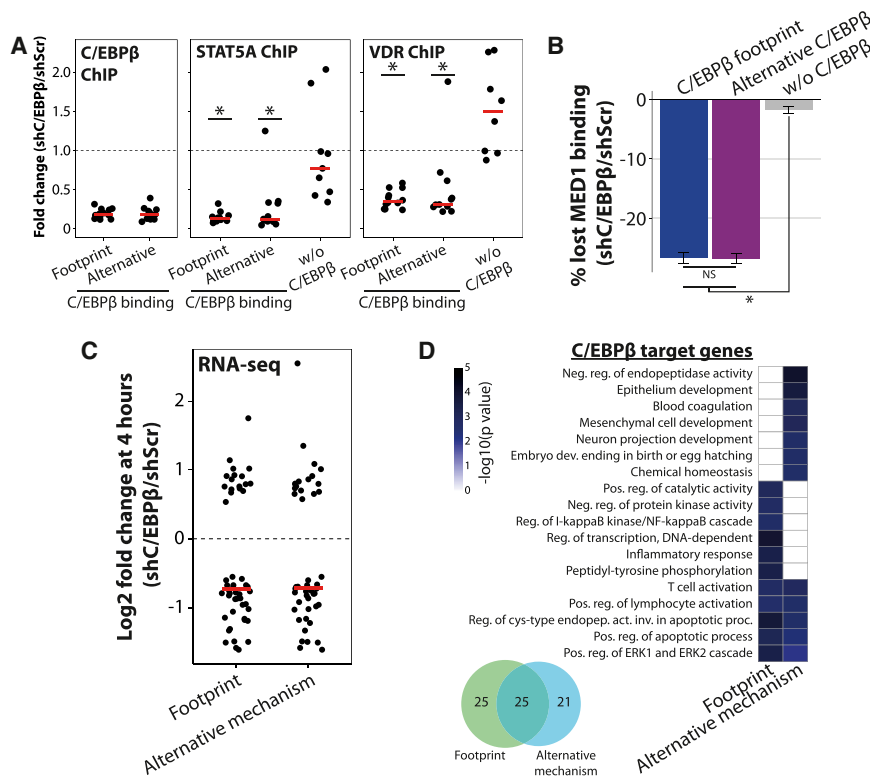 A
C/EBPβ
ChIP
STAT5A ChIP
VDR ChIP
Fold change (shC/EBPβ/shScr)
2.0
1.5
1.0
0.5
0
*
*
*
*
Footprint
Alternative
C/EBPβ binding
Footprint
Alternative
C/EBPβ binding
w/o
C/EBPβ
Footprint
Alternative
C/EBPβ binding
w/o
C/EBPβ
B
C/EBPβ footprint
Alternative C/EBPβ
w/o C/EBPβ
% lost MED1 binding
(shC/EBPβ/shScr)
0
-10
-20
NS
*
C
RNA-seq
Log2 fold change at 4 hours
(shC/EBPβ/shScr)
2
1
0
-1
Footprint
Alternative mechanism
D
C/EBPβ target genes
5
4
3
2
1
0
-log10(p value)
Neg. reg. of endopeptidase activity
Epithelium development
Blood coagulation
Mesenchymal cell development
Neuron projection development
Embryo dev. ending in birth or egg hatching
Chemical homeostasis
Pos. reg. of catalytic activity
Neg. reg. of protein kinase activity
Reg. of I-kappaB kinase/NF-kappaB cascade
Reg. of transcription, DNA-dependent
Inflammatory response
Peptidyl-tyrosine phosphorylation
T cell activation
Pos. reg. of lymphocyte activation
Reg. of cys-type endopep. act. inv. in apoptotic proc.
Pos. reg. of apoptotic process
Pos. reg. of ERK1 and ERK2 cascade
Footprint
Alternative mechanism
25
25
21
Footprint
Alternative
mechanism